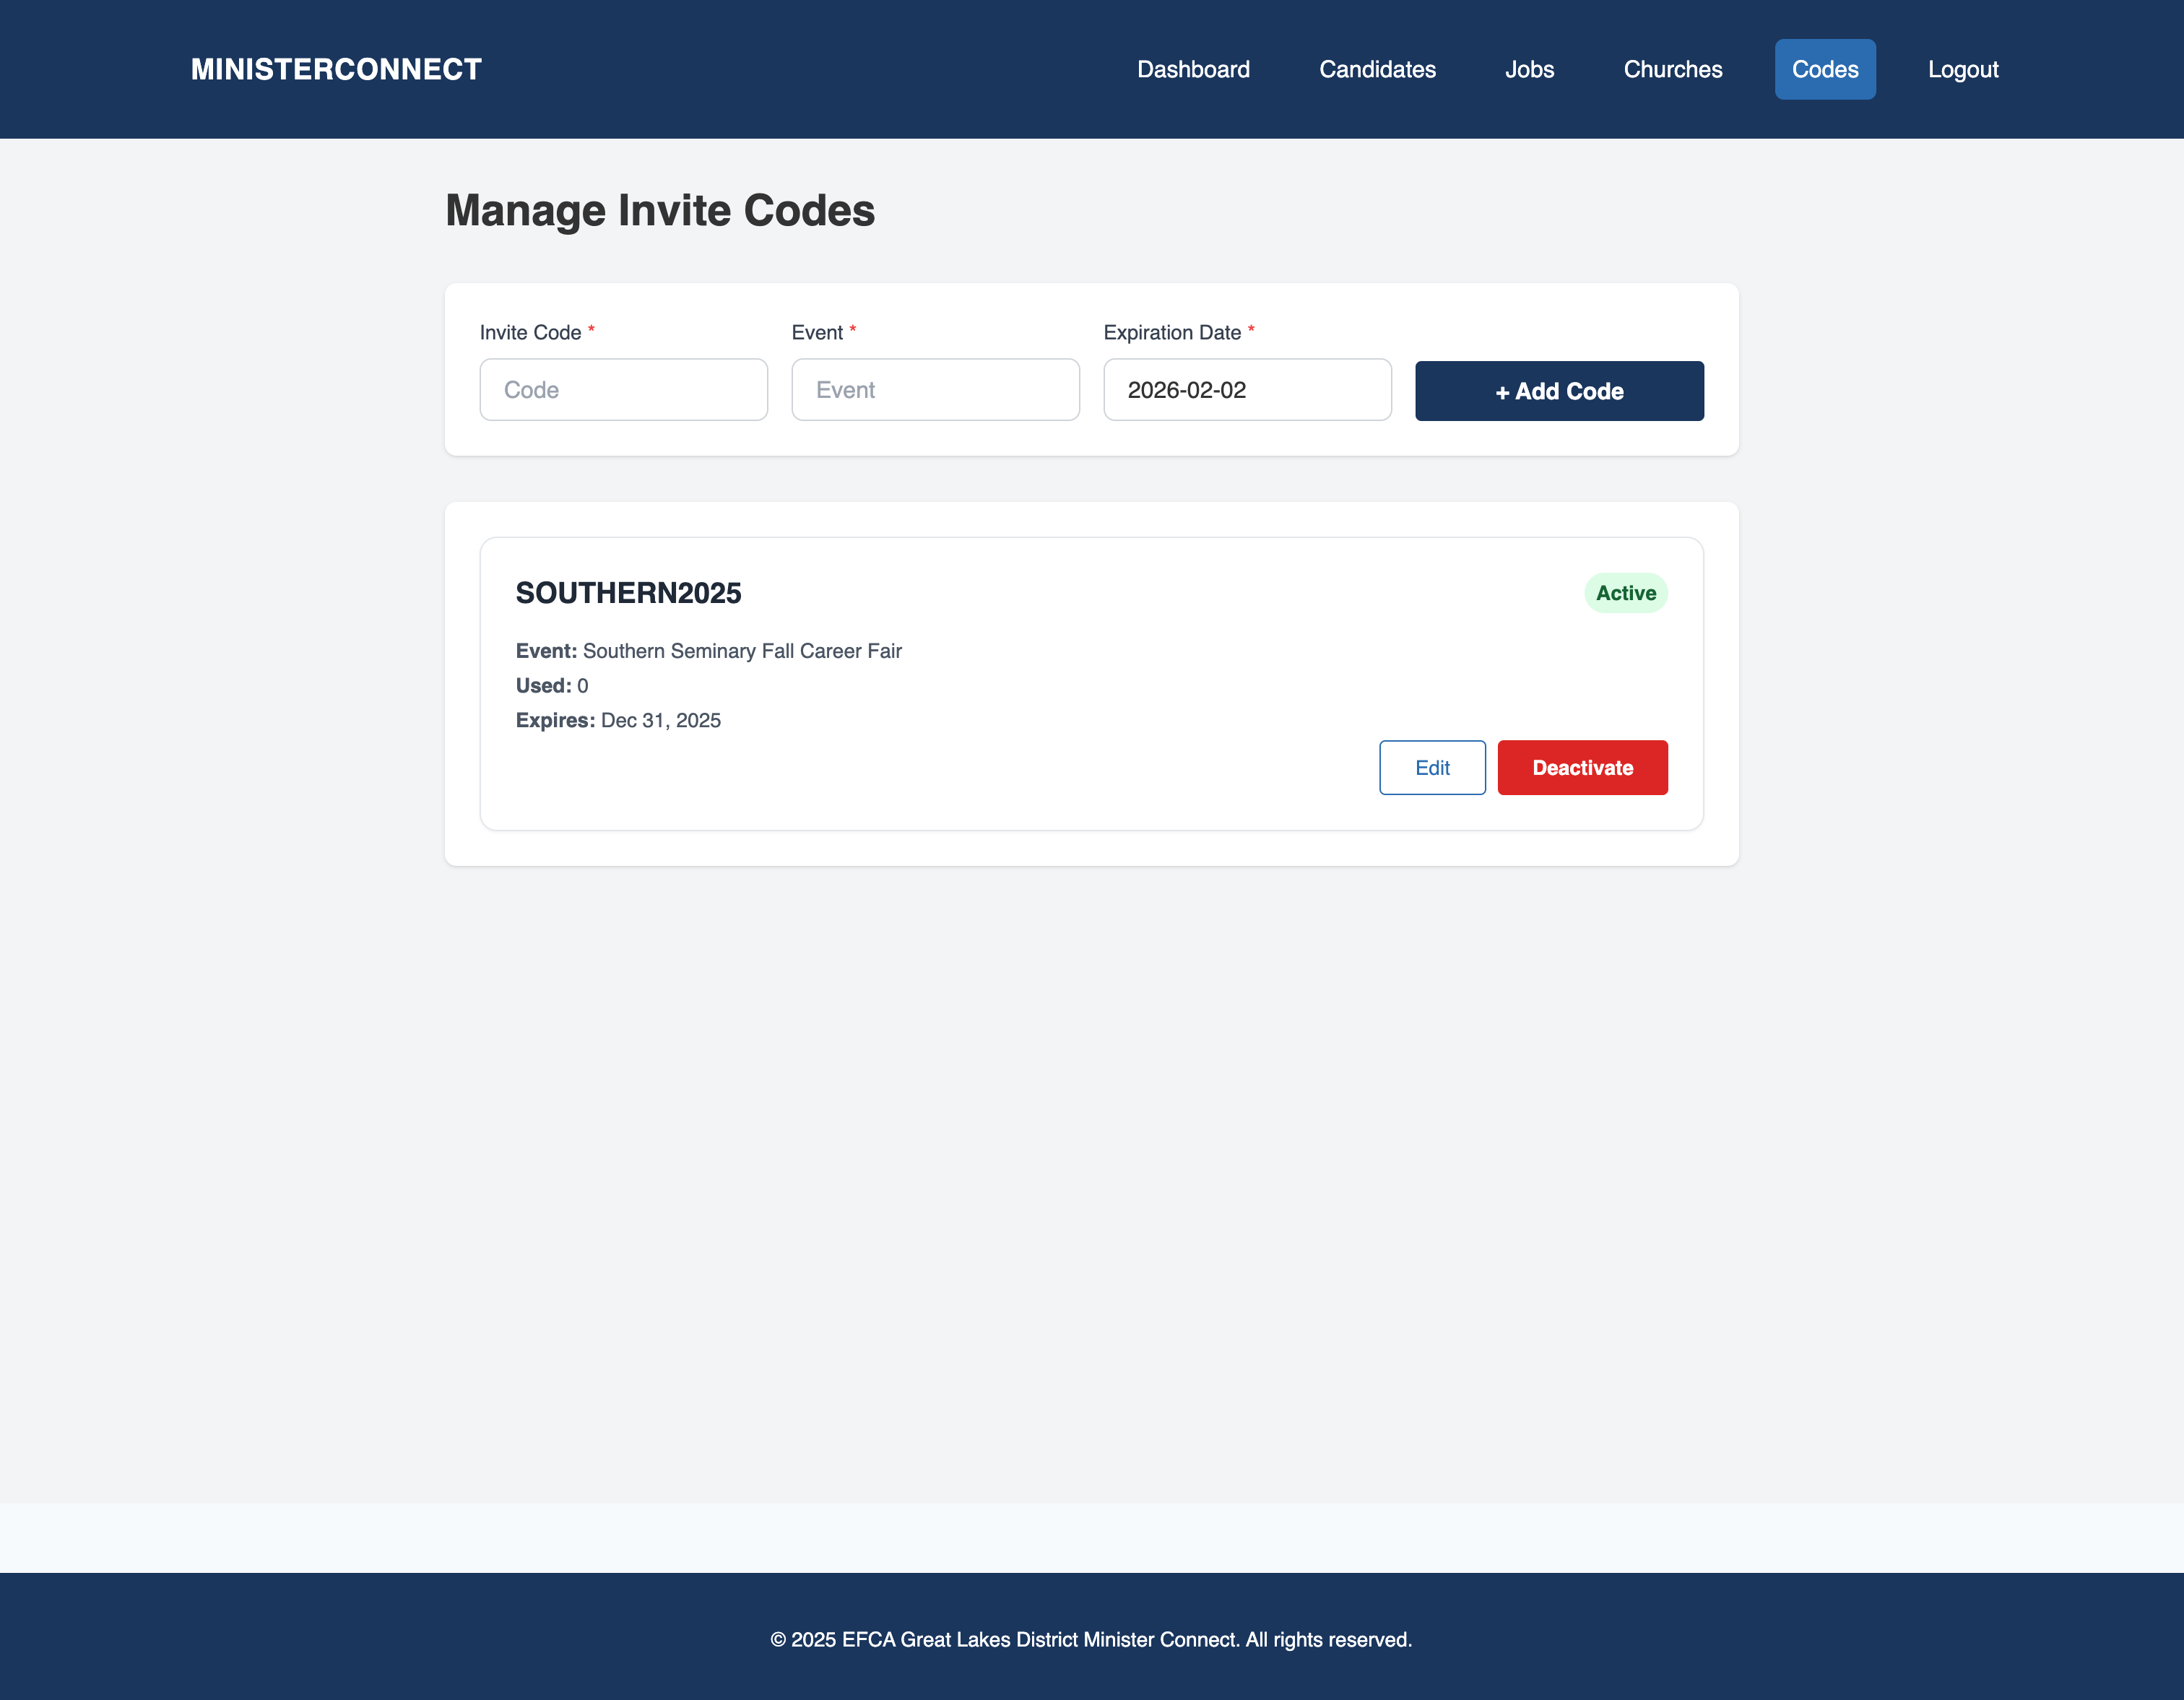 MINISTERCONNECT
Dashboard Candidates Jobs Churches Codes Logout
Manage Invite Codes
Invite Code * Event * Expiration Date *
Code Event 2026-02-02 + Add Code
SOUTHERN2025 Active
Event: Southern Seminary Fall Career Fair
Used: 0
Expires: Dec 31, 2025
Edit Deactivate
© 2025 EFCA Great Lakes District Minister Connect. All rights reserved.